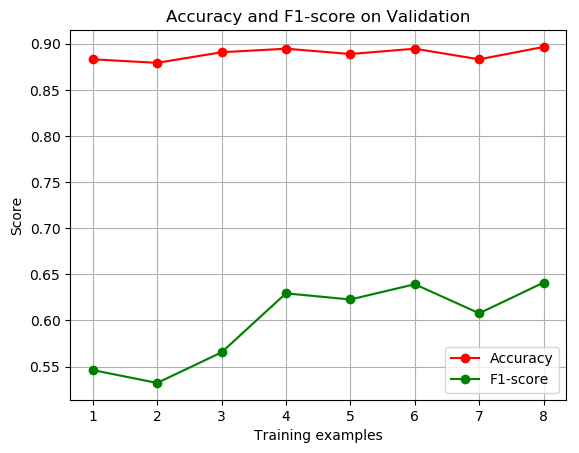 Accuracy and F1-score on Validation
0.90
0.85
0.80
0.75
0.70
0.65
0.60
0.55
Score
1 2 3 4 5 6 7 8
Training examples
Accuracy
F1-score